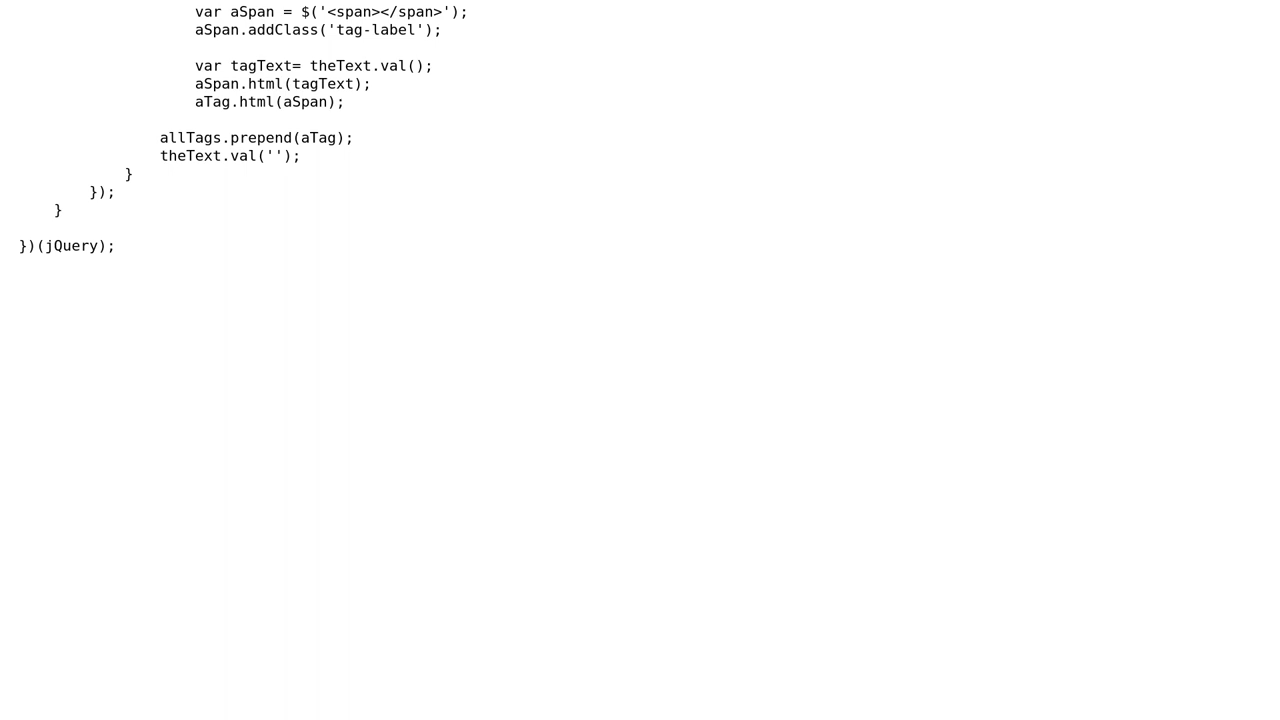 var aSpan = $('<span></span>');
aSpan.addClass('tag-label');
var tagText= theText.val();
aSpan.html(tagText);
aTag.html(aSpan);
allTags.prepend(aTag);
theText.val('');
}
});
}
})(jQuery);